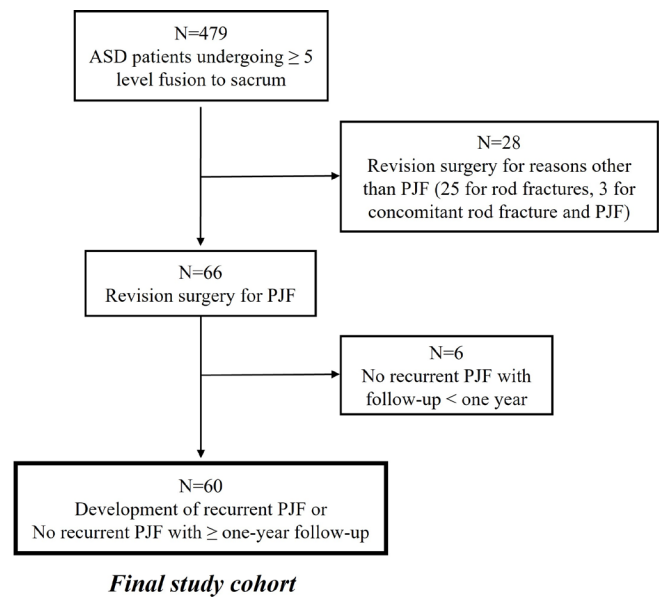 N=479
ASD patients undergoing ≥ 5
level fusion to sacrum
N=28
Revision surgery for reasons other
than PJF (25 for rod fractures, 3 for
concomitant rod fracture and PJF)
N=66
Revision surgery for PJF
N=6
No recurrent PJF with
follow-up < one year
N=60
Development of recurrent PJF or
No recurrent PJF with ≥ one-year follow-up
Final study cohort